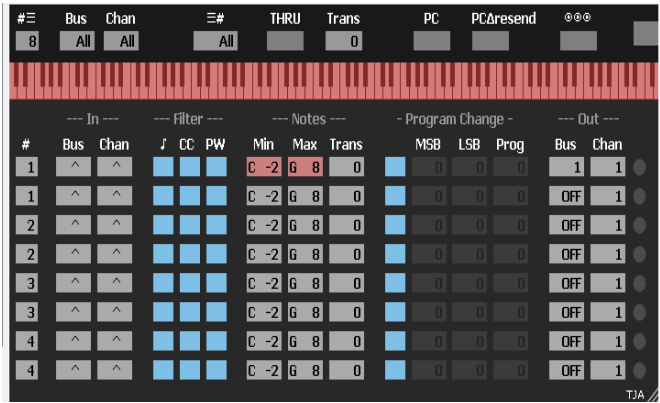 #☰ Bus Chan ☰# THRU Trans PC PCΔresend ⊙⊙⊙
8 All All All 0
--- In --- --- Filter --- --- Notes --- - Program Change - --- Out ---
# Bus Chan ♪ CC PW Min Max Trans MSB LSB Prog Bus Chan
1 ^ ^ C -2 G 8 0 0 0 0 1 1
1 ^ ^ C -2 G 8 0 0 0 0 OFF 1
2 ^ ^ C -2 G 8 0 0 0 0 OFF 1
2 ^ ^ C -2 G 8 0 0 0 0 OFF 1
3 ^ ^ C -2 G 8 0 0 0 0 OFF 1
3 ^ ^ C -2 G 8 0 0 0 0 OFF 1
4 ^ ^ C -2 G 8 0 0 0 0 OFF 1
4 ^ ^ C -2 G 8 0 0 0 0 OFF 1
TJA